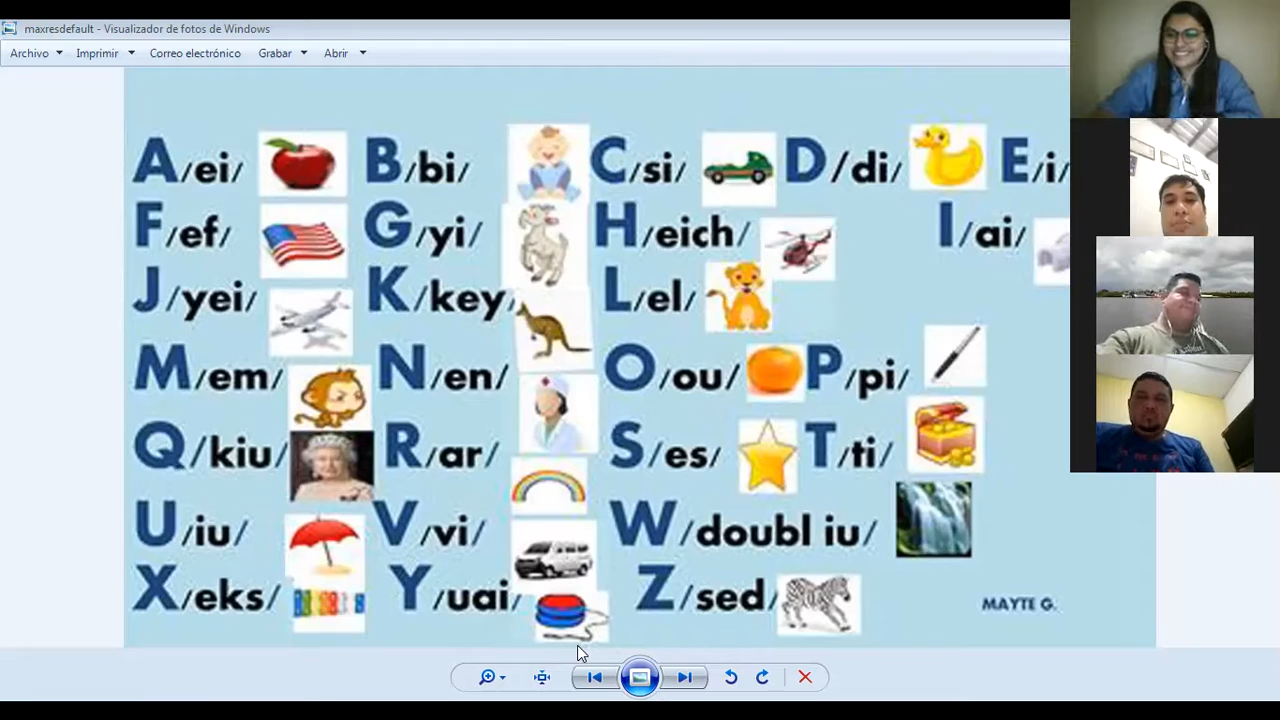 maxresdefault - Visualizador de fotos de Windows
Archivo Imprimir Correo electrónico Grabar Abrir
A/ei/ B/bi/ C/si/ D/di/ E/i/
F/ef/ G/yi/ H/eich/ I/ai/
J/yei/ K/key/ L/el/
M/em/ N/en/ O/ou/ P/pi/
Q/kiu/ R/ar/ S/es/ T/ti/
U/iu/ V/vi/ W/doubl iu/
X/eks/ Y/uai/ Z/sed/
MAYTE G.